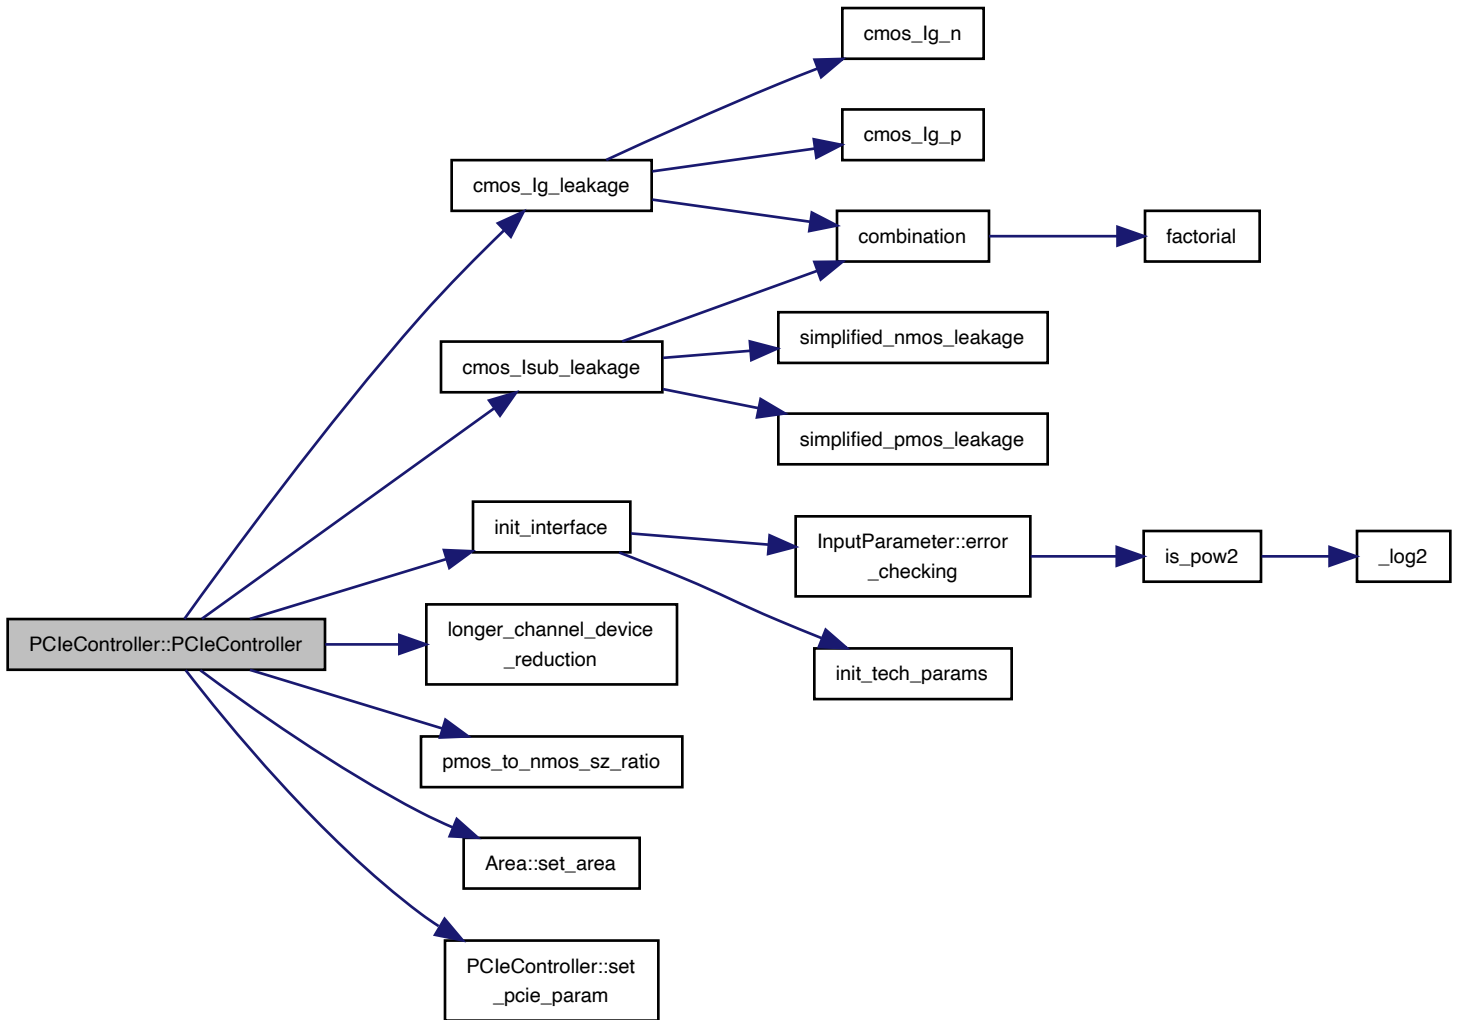 cmos_Ig_n
cmos_Ig_p
cmos_Ig_leakage
combination
factorial
simplified_nmos_leakage
cmos_Isub_leakage
simplified_pmos_leakage
init_interface
InputParameter::error
_checking
is_pow2
_log2
longer_channel_device
_reduction
PCIeController::PCIeController
init_tech_params
pmos_to_nmos_sz_ratio
Area::set_area
PCIeController::set
_pcie_param